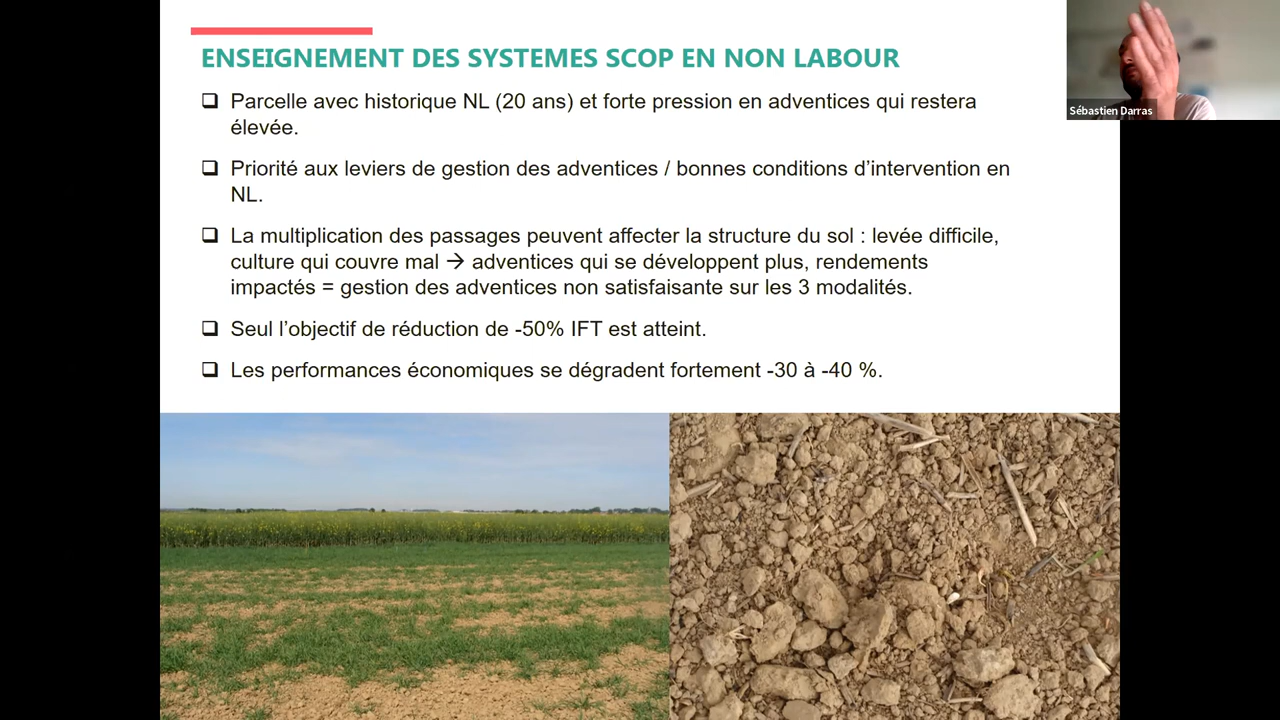 ENSEIGNEMENT DES SYSTEMES SCOP EN NON LABOUR
Parcelle avec historique NL (20 ans) et forte pression en adventices qui restera
élevée.
Priorité aux leviers de gestion des adventices / bonnes conditions d’intervention en
NL.
La multiplication des passages peuvent affecter la structure du sol : levée difficile,
culture qui couvre mal → adventices qui se développent plus, rendements
impactés = gestion des adventices non satisfaisante sur les 3 modalités.
Seul l’objectif de réduction de -50% IFT est atteint.
Les performances économiques se dégradent fortement -30 à -40 %.
Sébastien Darras